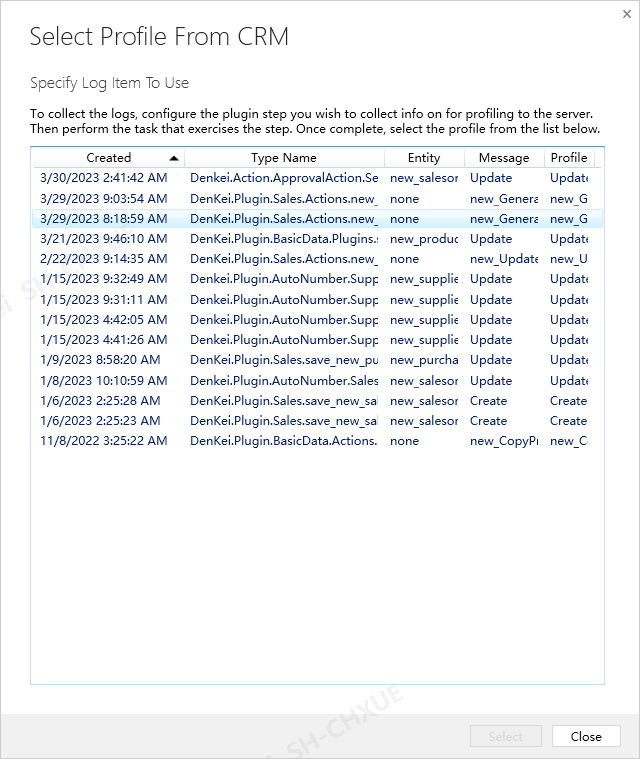 Select Profile From CRM
Specify Log Item To Use
To collect the logs, configure the plugin step you wish to collect info on for profiling to the server.
Then perform the task that exercises the step. Once complete, select the profile from the list below.
Created Type Name Entity Message Profile
3/30/2023 2:41:42 AM Denkei.Action.ApprovalAction.Se new_salesor Update Update
3/29/2023 9:03:54 AM DenKei.Plugin.Sales.Actions.new_ none new_Genera new_G
3/29/2023 8:18:59 AM DenKei.Plugin.Sales.Actions.new_ none new_Genera new_G
3/21/2023 9:46:10 AM DenKei.Plugin.BasicData.Plugins.s new_produc Update Update
2/22/2023 9:14:35 AM DenKei.Plugin.Sales.Actions.new_ none new_Update new_U
1/15/2023 9:32:49 AM DenKei.Plugin.AutoNumber.Supp new_supplie Update Update
1/15/2023 9:31:11 AM DenKei.Plugin.AutoNumber.Supp new_supplie Update Update
1/15/2023 4:42:05 AM DenKei.Plugin.AutoNumber.Supp new_supplie Update Update
1/15/2023 4:41:26 AM DenKei.Plugin.AutoNumber.Supp new_supplie Update Update
1/9/2023 8:58:20 AM DenKei.Plugin.Sales.save_new_pu new_purcha Update Update
1/8/2023 10:10:59 AM DenKei.Plugin.AutoNumber.Sales new_salesor Update Update
1/6/2023 2:25:28 AM DenKei.Plugin.Sales.save_new_sal new_salesor Create Create
1/6/2023 2:25:23 AM DenKei.Plugin.Sales.save_new_sal new_salesor Create Create
11/8/2022 3:25:22 AM DenKei.Plugin.BasicData.Actions. none new_CopyPr new_C
SH-CHXUE
Select Close